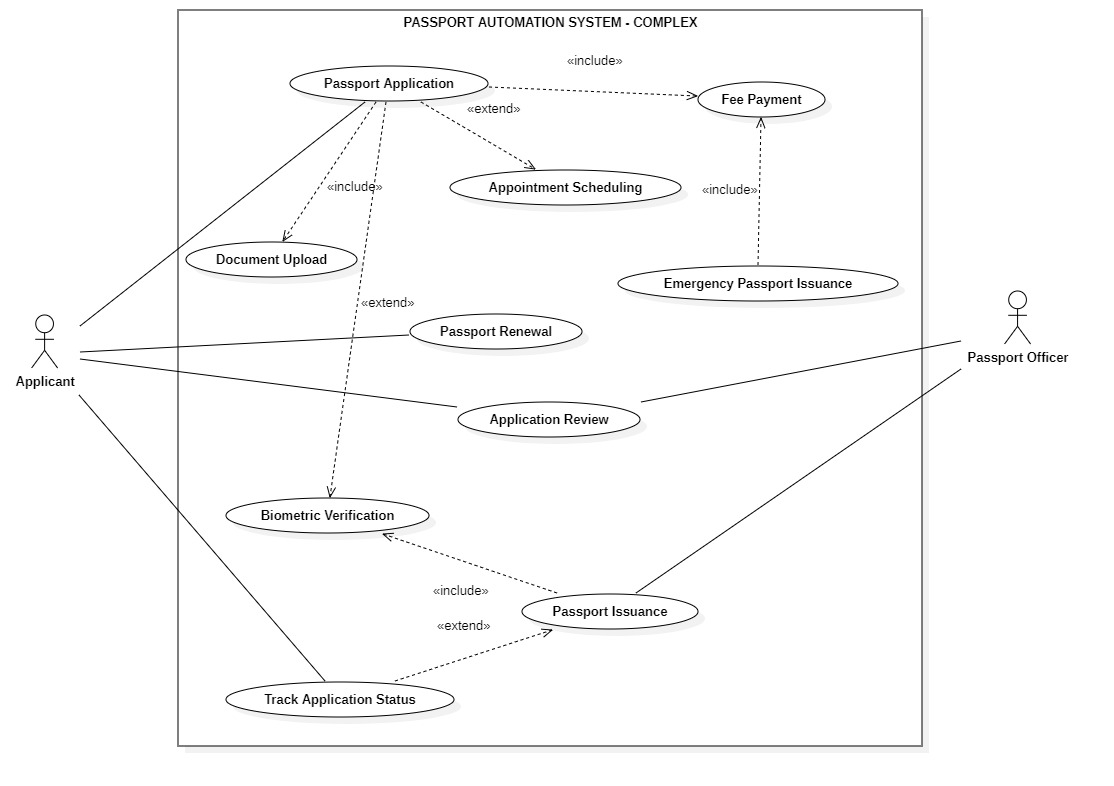 PASSPORT AUTOMATION SYSTEM - COMPLEX
«include»
Passport Application
Fee Payment
«extend»
«include»
Appointment Scheduling
«include»
Document Upload
Emergency Passport Issuance
«extend»
Passport Renewal
Passport Officer
Applicant
Application Review
Biometric Verification
«include»
Passport Issuance
«extend»
Track Application Status